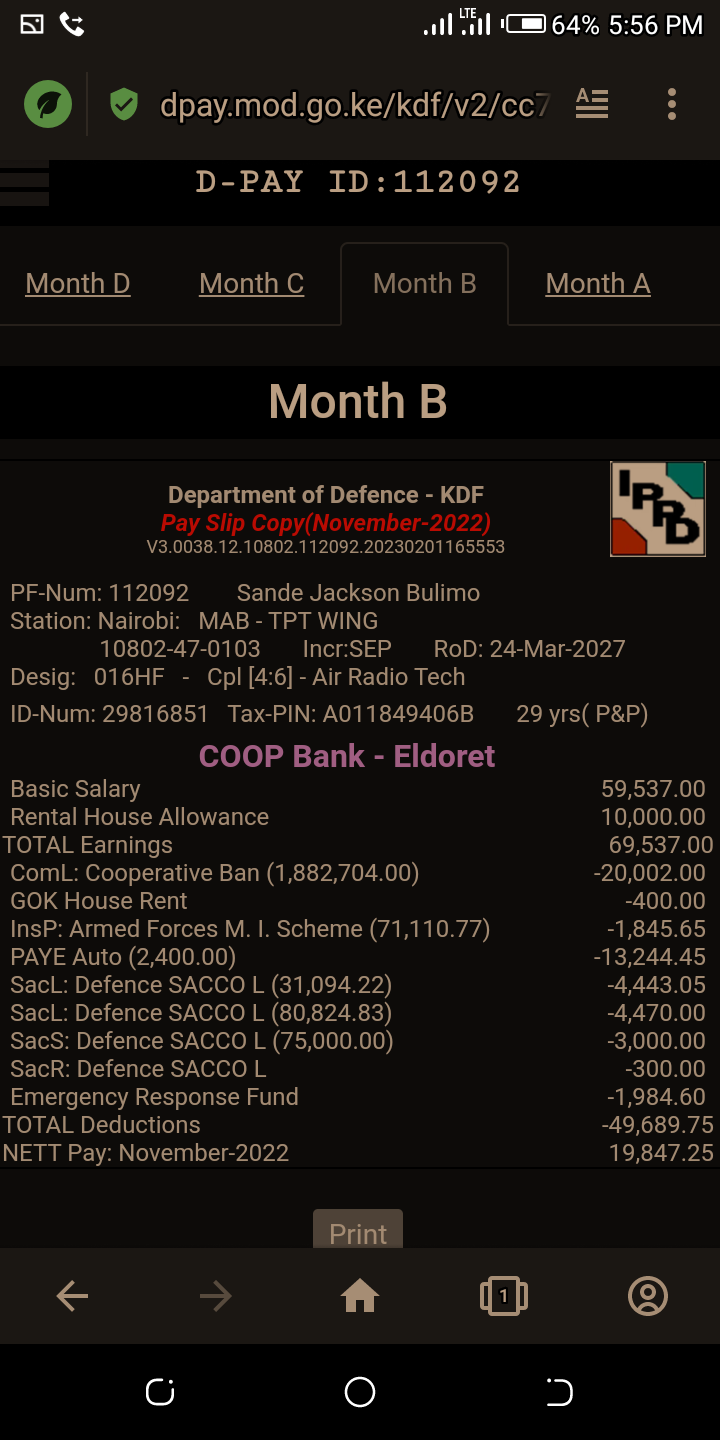 LTE 64% 5:56 PM
dpay.mod.go.ke/kdf/v2/cc7
D-PAY ID:112092
Month D Month C Month B Month A
Month B
Department of Defence - KDF
Pay Slip Copy(November-2022)
V3.0038.12.10802.112092.20230201165553
IPPD
PF-Num: 112092 Sande Jackson Bulimo
Station: Nairobi: MAB - TPT WING
10802-47-0103 Incr:SEP RoD: 24-Mar-2027
Desig: 016HF - Cpl [4:6] - Air Radio Tech
ID-Num: 29816851 Tax-PIN: A011849406B 29 yrs( P&P)
COOP Bank - Eldoret
Basic Salary 59,537.00
Rental House Allowance 10,000.00
TOTAL Earnings 69,537.00
ComL: Cooperative Ban (1,882,704.00) -20,002.00
GOK House Rent -400.00
InsP: Armed Forces M. I. Scheme (71,110.77) -1,845.65
PAYE Auto (2,400.00) -13,244.45
SacL: Defence SACCO L (31,094.22) -4,443.05
SacL: Defence SACCO L (80,824.83) -4,470.00
SacS: Defence SACCO L (75,000.00) -3,000.00
SacR: Defence SACCO L -300.00
Emergency Response Fund -1,984.60
TOTAL Deductions -49,689.75
NETT Pay: November-2022 19,847.25
Print
1